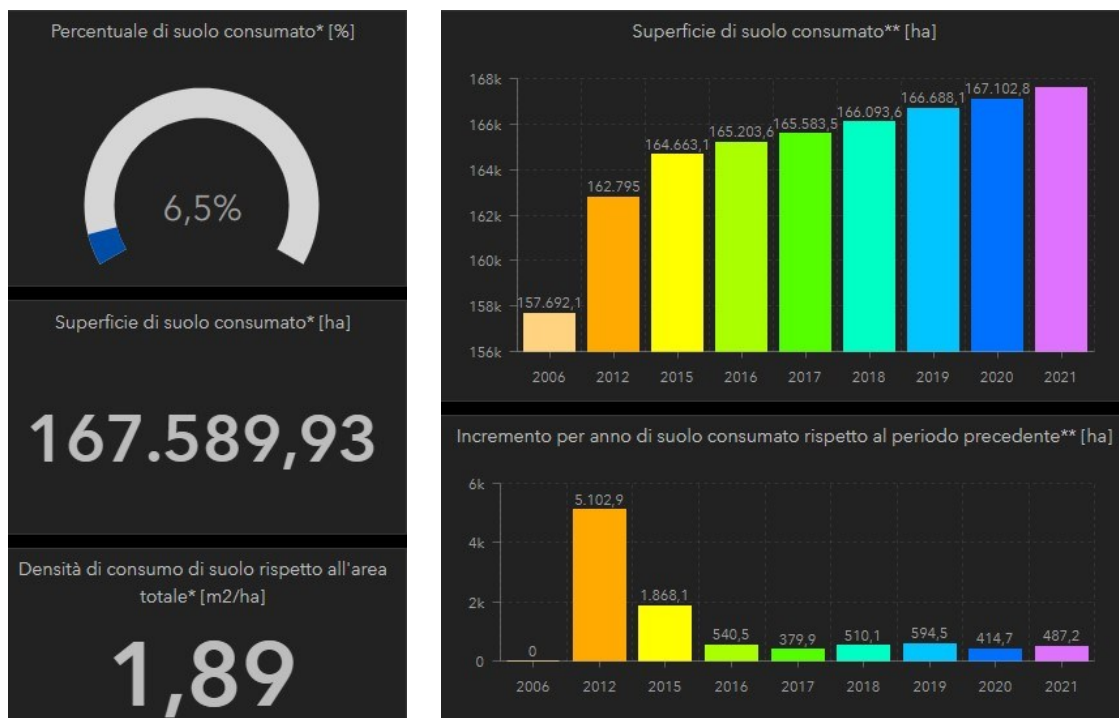 Percentuale di suolo consumato* [%]
6,5%
Superficie di suolo consumato* [ha]
167.589,93
Densità di consumo di suolo rispetto all'area
totale* [m2/ha]
1,89
Superficie di suolo consumato** [ha]
168k
166k
164k
162k
160k
158k
156k
157.692,1
162.795
164.663,1
165.203,6
165.583,5
166.093,6
166.688,1
167.102,8
2006 2012 2015 2016 2017 2018 2019 2020 2021
Incremento per anno di suolo consumato rispetto al periodo precedente** [ha]
6k
4k
2k
0
0
5.102,9
1.868,1
540,5
379,9
510,1
594,5
414,7
487,2
2006 2012 2015 2016 2017 2018 2019 2020 2021